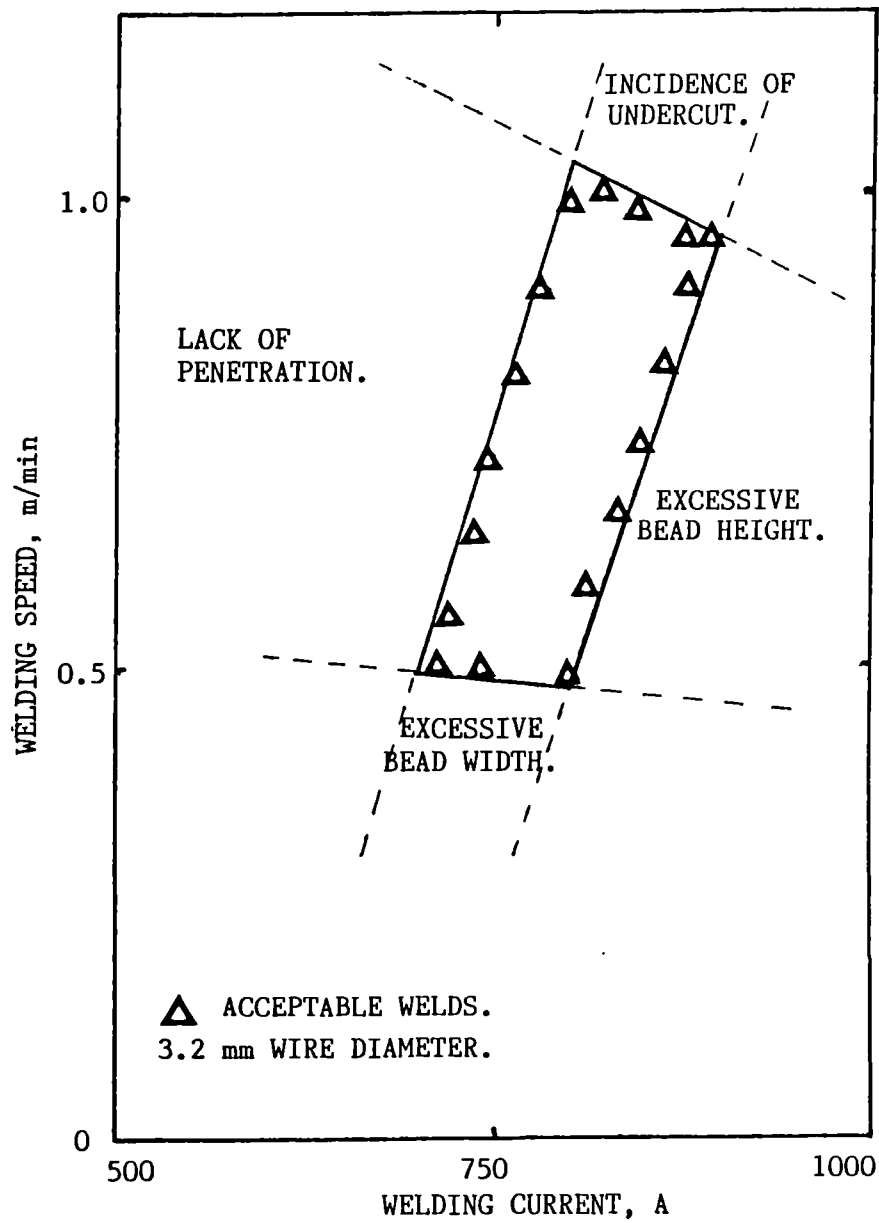 INCIDENCE OF
UNDERCUT.
1.0
LACK OF
PENETRATION.
WELDING SPEED, m/min
EXCESSIVE
BEAD HEIGHT.
0.5
EXCESSIVE
BEAD WIDTH.
ACCEPTABLE WELDS.
3.2 mm WIRE DIAMETER.
0
500
750
1000
WELDING CURRENT, A